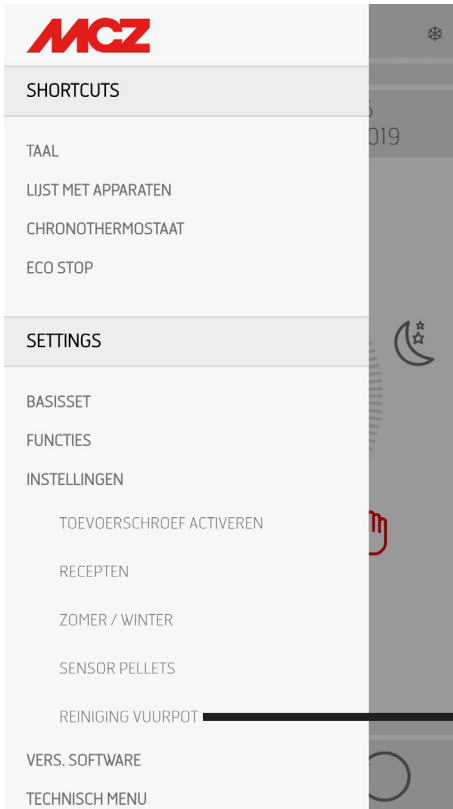 MCZ
SHORTCUTS
TAAL
LIJST MET APPARATEN
CHRONOTHERMOSTAAT
ECO STOP
SETTINGS
BASISSET
FUNCTIES
INSTELLINGEN
TOEVOERSCHROEF ACTIVEREN
RECEPTEN
ZOMER / WINTER
SENSOR PELLETS
REINIGING VUURPOT
VERS. SOFTWARE
TECHNISCH MENU
019